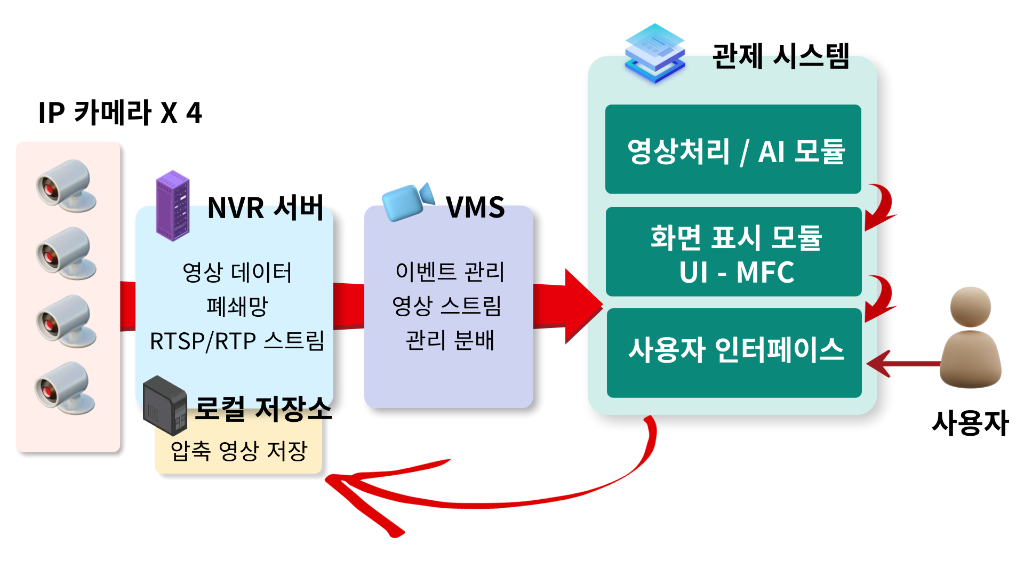 IP 카메라 X 4
NVR 서버
영상 데이터
폐쇄망
RTSP/RTP 스트림
로컬 저장소
압축 영상 저장
VMS
이벤트 관리
영상 스트림
관리 분배
관제 시스템
영상처리 / AI 모듈
화면 표시 모듈
UI - MFC
사용자 인터페이스
사용자